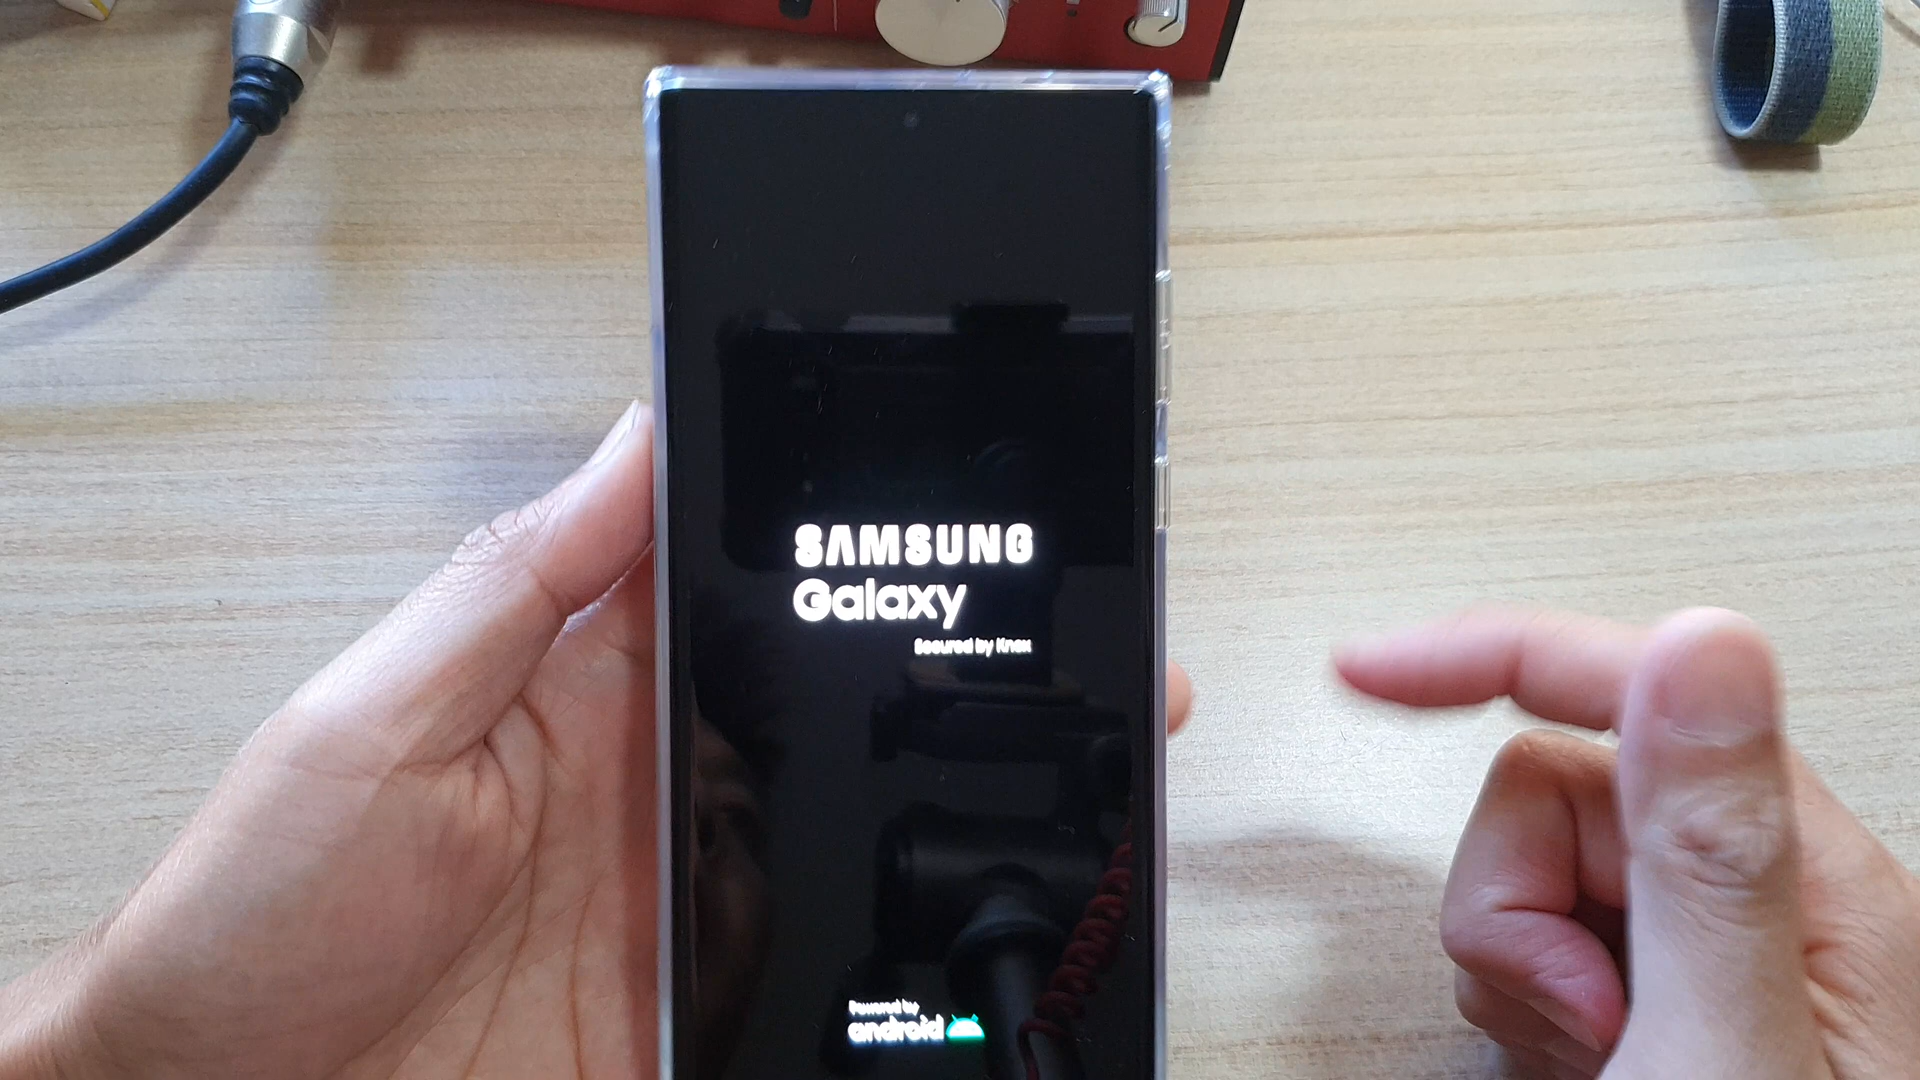 SAMSUNG
Galaxy
Secured by Knox
Powered by
android